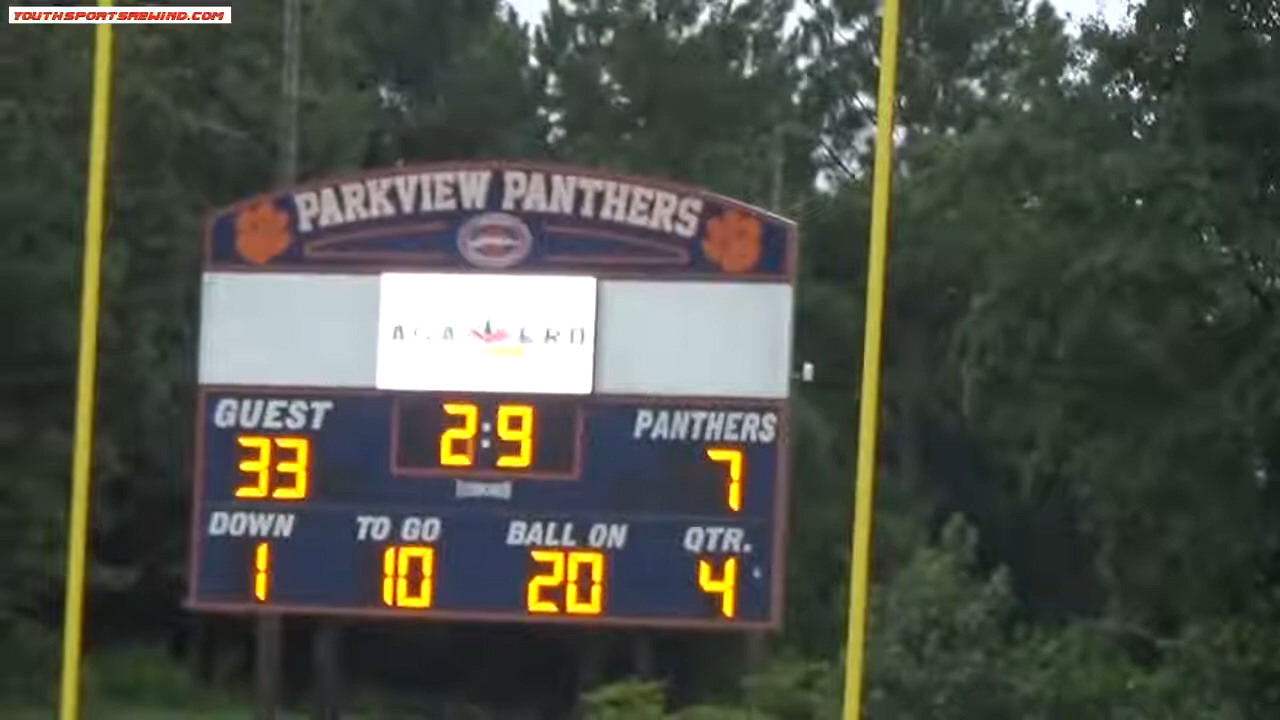 YOUTHSPORTSREWIND.COM
PARKVIEW PANTHERS
GUEST 2:9 PANTHERS
33 7
DOWN TO GO BALL ON QTR.
1 10 20 4